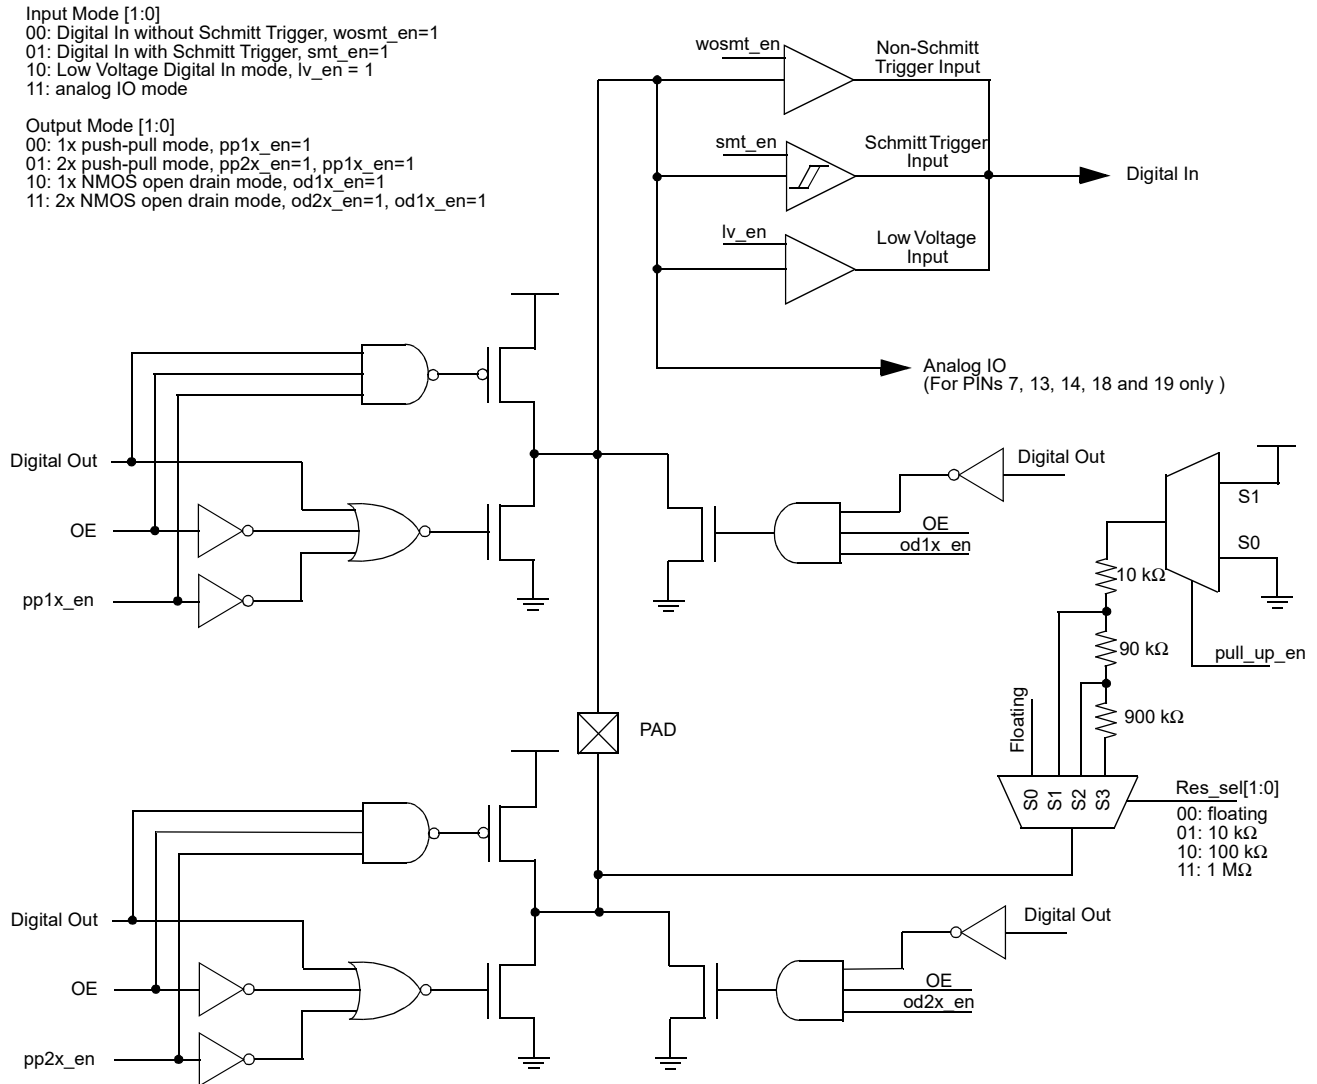 Input Mode [1:0]
00: Digital In without Schmitt Trigger, wosmt_en=1
01: Digital In with Schmitt Trigger, smt_en=1
10: Low Voltage Digital In mode, lv_en = 1
11: analog IO mode
Output Mode [1:0]
00: 1x push-pull mode, pp1x_en=1
01: 2x push-pull mode, pp2x_en=1, pp1x_en=1
10: 1x NMOS open drain mode, od1x_en=1
11: 2x NMOS open drain mode, od2x_en=1, od1x_en=1
wosmt_en
Non-Schmitt
Trigger Input
smt_en
Schmitt Trigger
Input
Digital In
lv_en
Low Voltage
Input
Analog IO
(For PINs 7, 13, 14, 18 and 19 only )
Digital Out
OE
pp1x_en
Digital Out
OE
od1x_en
S1
S0
10 kΩ
90 kΩ
900 kΩ
pull_up_en
Floating
PAD
S0
S1
S2
S3
Res_sel[1:0]
00: floating
01: 10 kΩ
10: 100 kΩ
11: 1 MΩ
Digital Out
OE
pp2x_en
Digital Out
OE
od2x_en